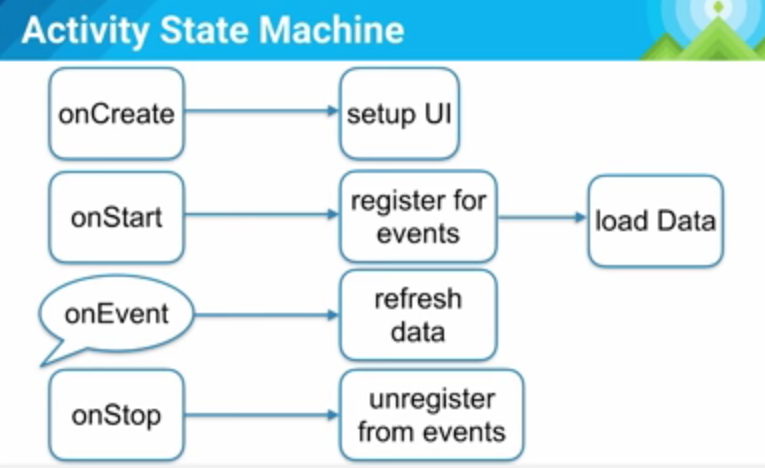 Activity State Machine
onCreate
setup UI
onStart
register for
events
load Data
onEvent
refresh
data
onStop
unregister
from events